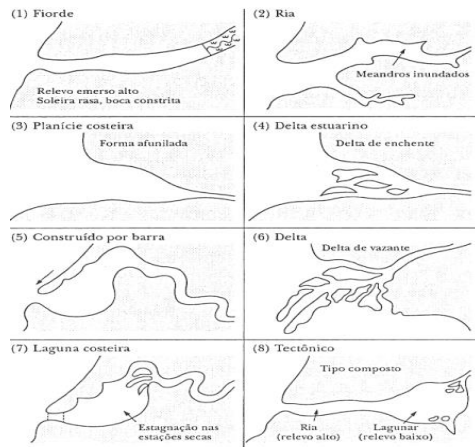 (1) Fiorde
Relevo emerso alto
Soleira rasa, boca constrita
(2) Ria
Meandros inundados
(3) Planície costeira
Forma afunilada
(4) Delta estuarino
Delta de enchente
(5) Construído por barra
(6) Delta
Delta de vazante
(7) Laguna costeira
Estagnação nas
estações secas
(8) Tectônico
Tipo composto
Ria
(relevo alto)
Lagunar
(relevo baixo)